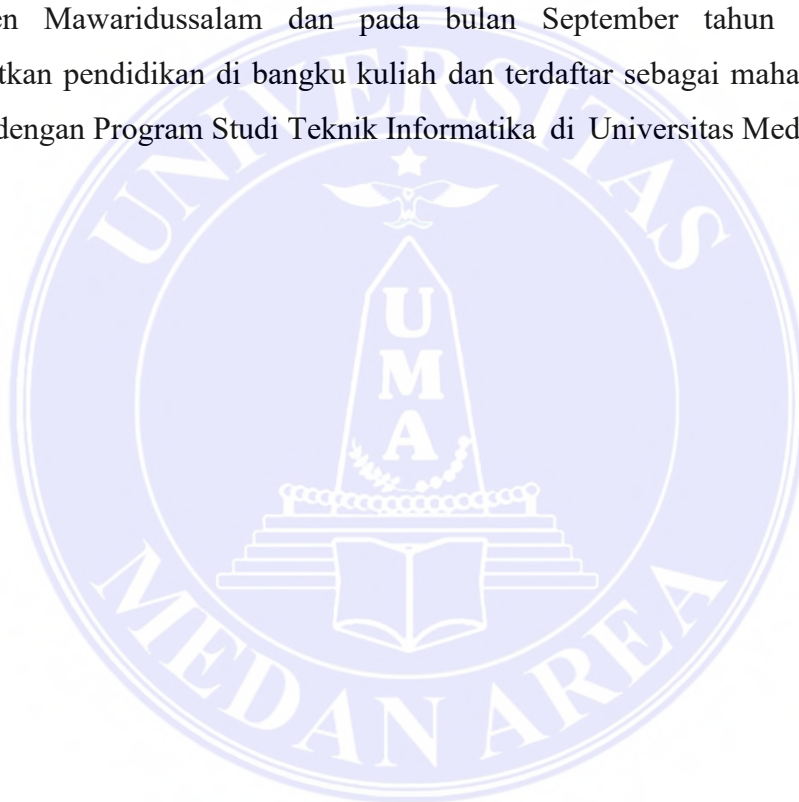 en Mawaridussalam dan pada bulan September tahun
tkan pendidikan di bangku kuliah dan terdaftar sebagai maha
dengan Program Studi Teknik Informatika di Universitas Med
UNIVERSITAS
UMA
MEDAN AREA